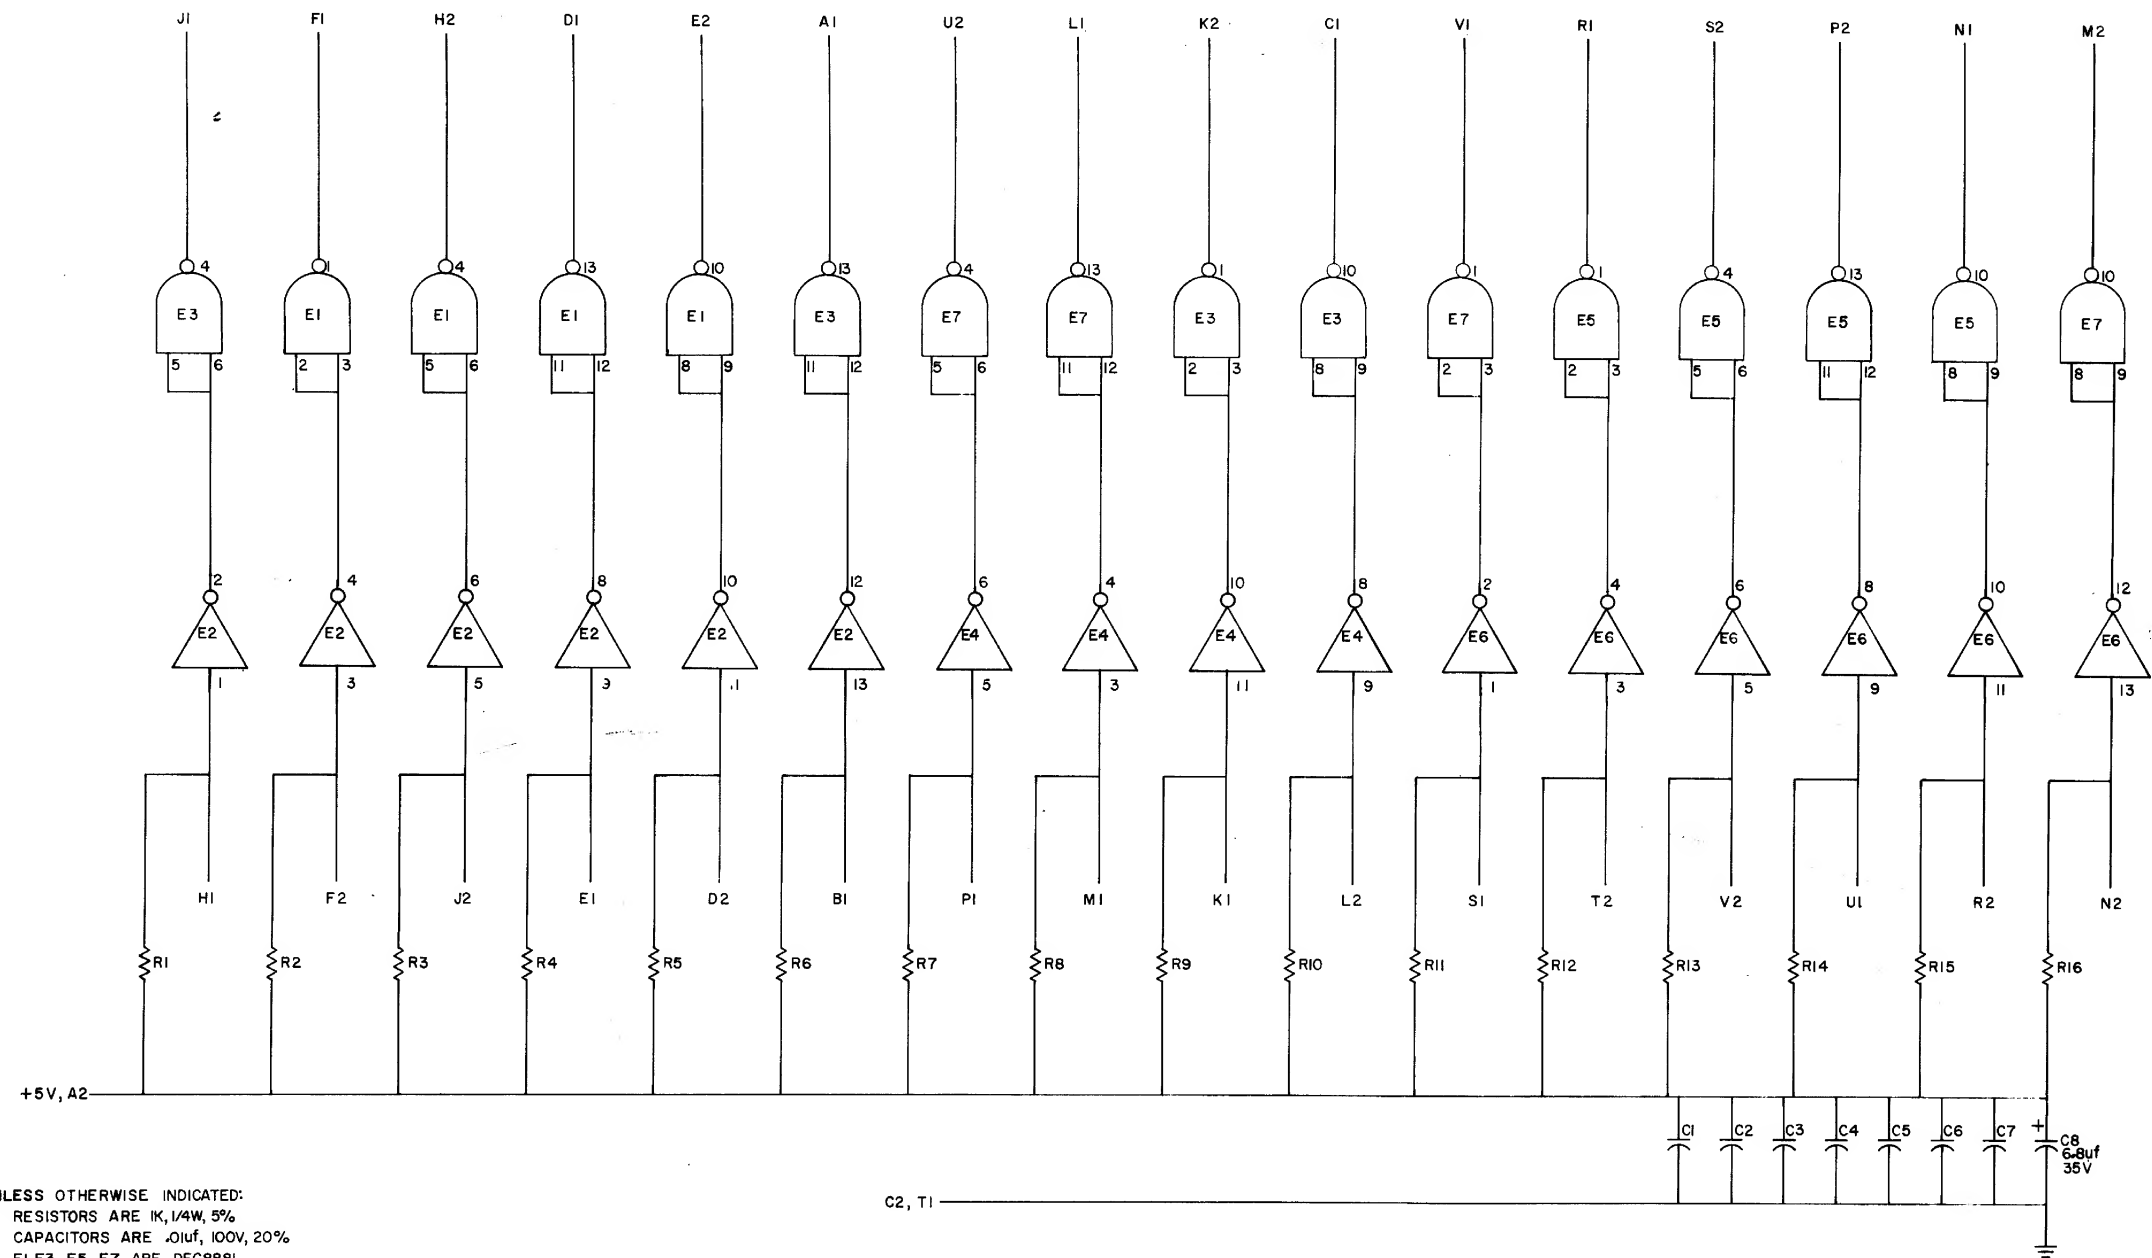 J1 F1 H2 D1 E2 A1 U2 L1 K2 C1 V1 R1 S2 P2 N1 M2
4 1 4 13 10 13 4 13 1 10 1 1 4 13 10 10
E3 E1 E1 E1 E1 E3 E7 E7 E3 E3 E7 E5 E5 E5 E5 E7
5 6 2 3 5 6 11 12 8 9 11 12 5 6 11 12 2 3 8 9 2 3 2 3 5 6 11 12 8 9 8 9
2 4 6 8 10 12 6 4 10 8 2 4 6 8 10 12
E2 E2 E2 E2 E2 E2 E4 E4 E4 E4 E6 E6 E6 E6 E6 E6
1 3 5 9 11 13 5 3 11 9 1 3 5 9 11 13
H1 F2 J2 E1 D2 B1 P1 M1 K1 L2 S1 T2 V2 U1 R2 N2
R1 R2 R3 R4 R5 R6 R7 R8 R9 R10 R11 R12 R13 R14 R15 R16
+5V, A2
C1 C2 C3 C4 C5 C6 C7 + C8
6.8uf
35V
C2, T1
LESS OTHERWISE INDICATED:
RESISTORS ARE 1K, 1/4W, 5%
CAPACITORS ARE .01uf, 100V, 20%
E1, E3, E5, E7 ARE DEC8881